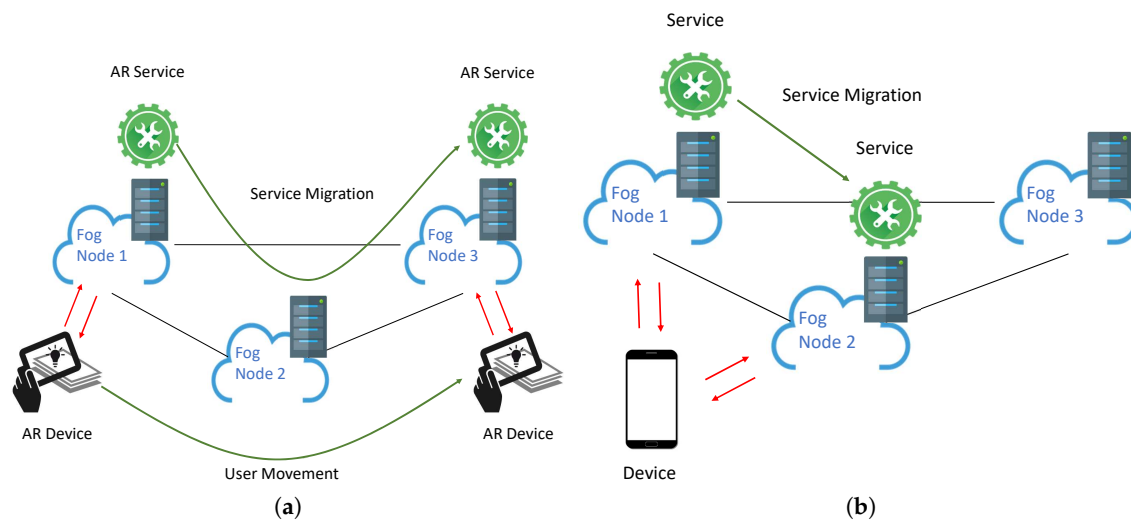 AR Service
AR Service
Service Migration
Fog
Node 1
Fog
Node 3
Fog
Node 2
AR Device
AR Device
User Movement
(a)
Service
Service Migration
Service
Fog
Node 1
Fog
Node 3
Fog
Node 2
Device
(b)